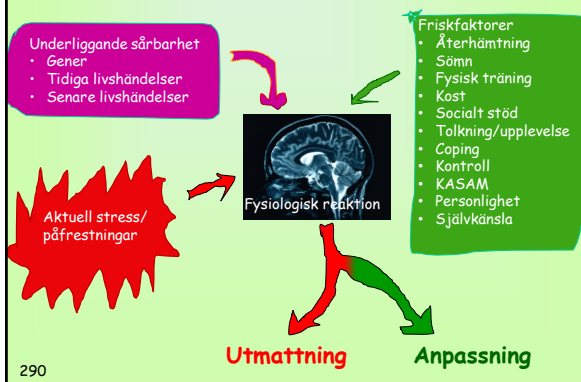 Underliggande sårbarhet
• Gener
• Tidiga livshändelser
• Senare livshändelser
Friskfaktorer
• Återhämtning
• Sömn
• Fysisk träning
• Kost
• Socialt stöd
• Tolkning/upplevelse
• Coping
• Kontroll
• KASAM
• Personlighet
• Självkänsla
Aktuell stress/
påfrestningar
Fysiologisk reaktion
Utmattning
Anpassning
290